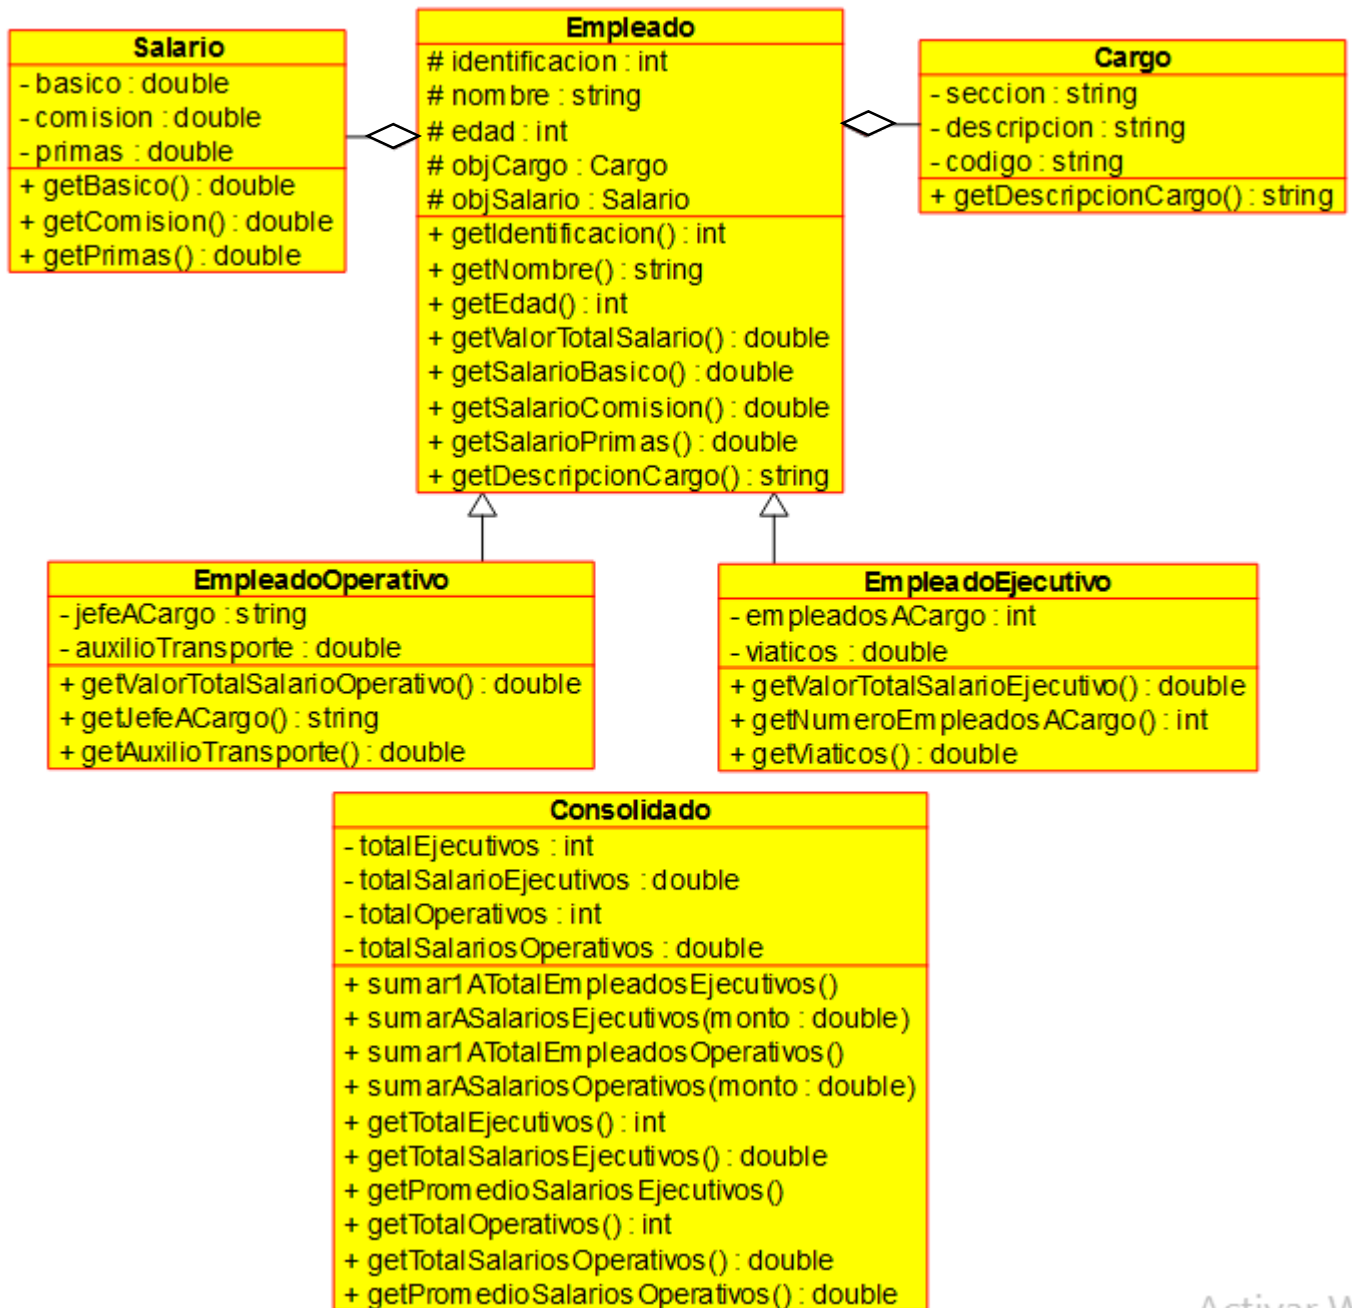 Salario
- basico : double
- comision : double
- primas : double
+ getBasico() : double
+ getComision() : double
+ getPrimas() : double
Empleado
# identificacion : int
# nombre : string
# edad : int
# objCargo : Cargo
# objSalario : Salario
+ getIdentificacion() : int
+ getNombre() : string
+ getEdad() : int
+ getValorTotalSalario() : double
+ getSalarioBasico() : double
+ getSalarioComision() : double
+ getSalarioPrimas() : double
+ getDescripcionCargo() : string
Cargo
- seccion : string
- descripcion : string
- codigo : string
+ getDescripcionCargo() : string
EmpleadoOperativo
- jefeACargo : string
- auxilioTransporte : double
+ getValorTotalSalarioOperativo() : double
+ getJefeACargo() : string
+ getAuxilioTransporte() : double
EmpleadoEjecutivo
- empleadosACargo : int
- viaticos : double
+ getValorTotalSalarioEjecutivo() : double
+ getNumeroEmpleadosACargo() : int
+ getViaticos() : double
Consolidado
- totalEjecutivos : int
- totalSalarioEjecutivos : double
- totalOperativos : int
- totalSalariosOperativos : double
+ sumar1ATotalEmpleadosEjecutivos()
+ sumarASalariosEjecutivos(monto : double)
+ sumar1ATotalEmpleadosOperativos()
+ sumarASalariosOperativos(monto : double)
+ getTotalEjecutivos() : int
+ getTotalSalariosEjecutivos() : double
+ getPromedioSalariosEjecutivos()
+ getTotalOperativos() : int
+ getTotalSalariosOperativos() : double
+ getPromedioSalariosOperativos() : double
Activar W